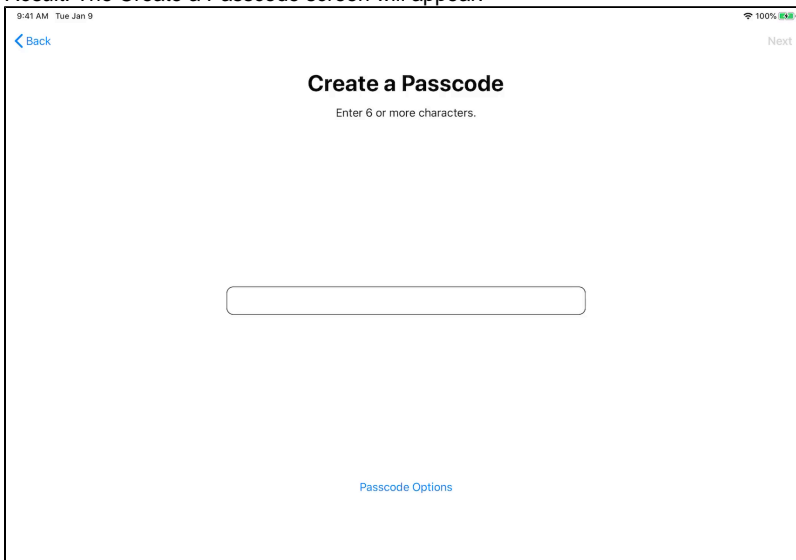 Result: The Create a Passcode screen will appear.
9:41 AM Tue Jan 9 100%
Back Next
Create a Passcode
Enter 6 or more characters.
Passcode Options